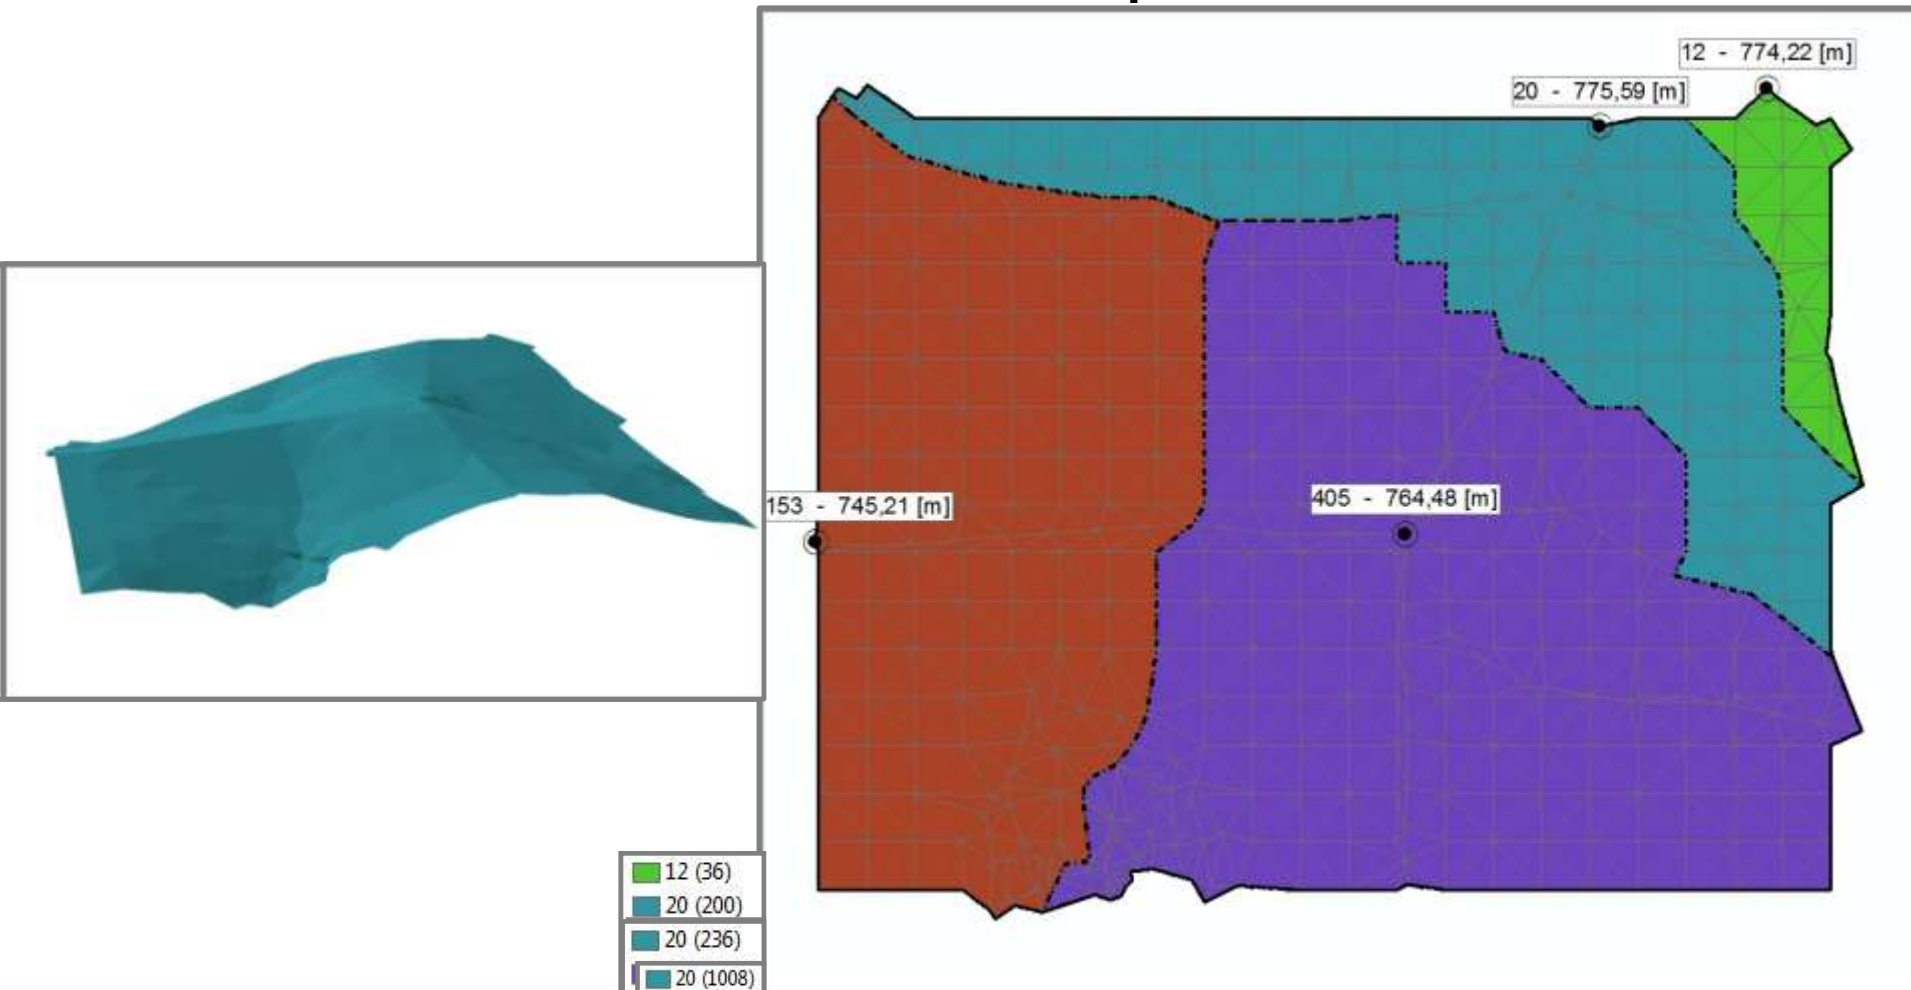 12 - 774,22 [m]
20 - 775,59 [m]
153 - 745,21 [m]
405 - 764,48 [m]
12 (36)
20 (200)
20 (236)
20 (1008)